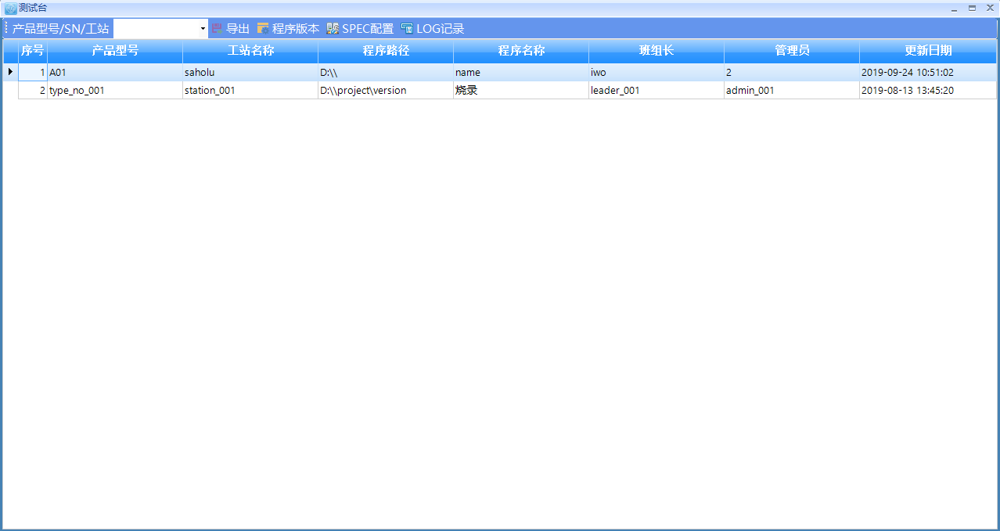 测试台
产品型号/SN/工站 导出 程序版本 SPEC配置 LOG记录
序号 产品型号 工站名称 程序路径 程序名称 班组长 管理员 更新日期
1 A01 saholu D:\\ name iwo 2 2019-09-24 10:51:02
2 type_no_001 station_001 D:\\project\version 烧录 leader_001 admin_001 2019-08-13 13:45:20